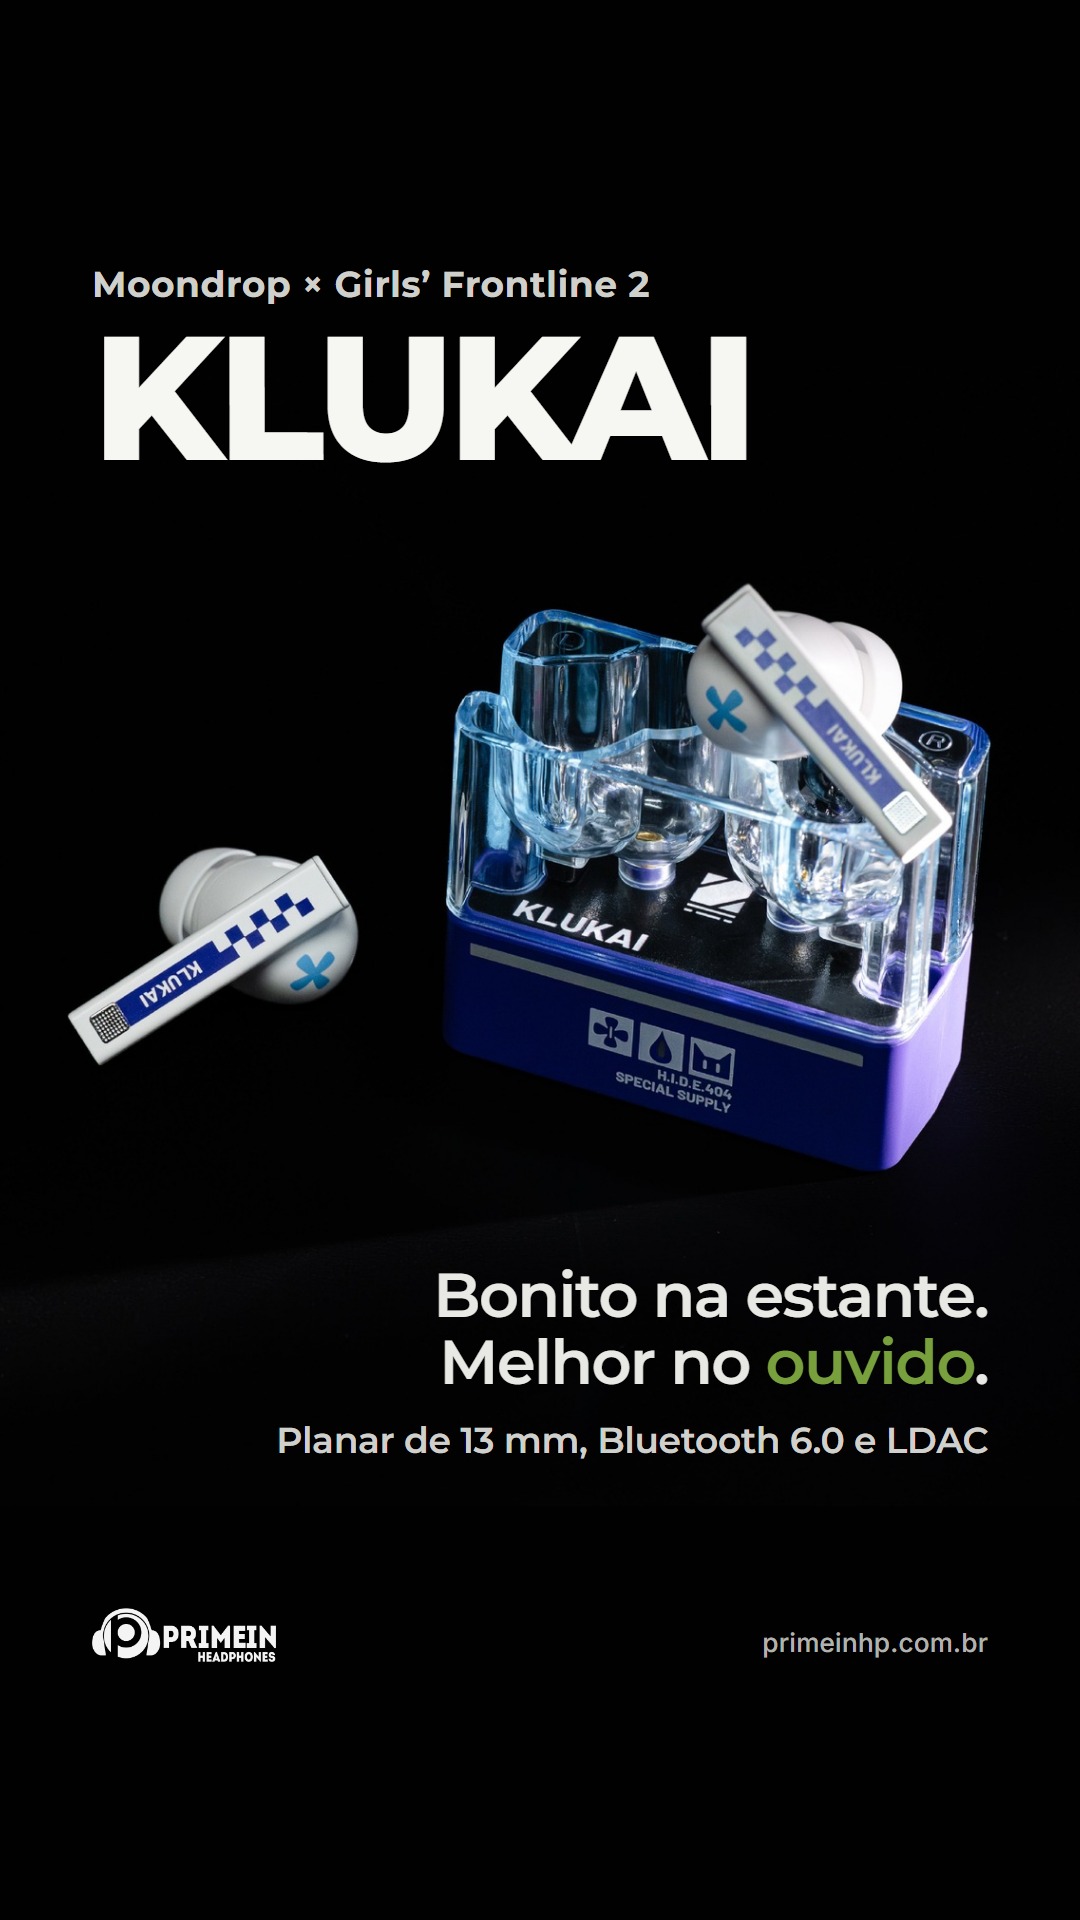 Moondrop × Girls’ Frontline 2
KLUKAI
®
®
KLUKAI
KLUKAI
KLUKAI
H.I.D.E.404
SPECIAL SUPPLY
Bonito na estante.
Melhor no ouvido.
Planar de 13 mm, Bluetooth 6.0 e LDAC
PRIMEIN
HEADPHONES
primeinhp.com.br